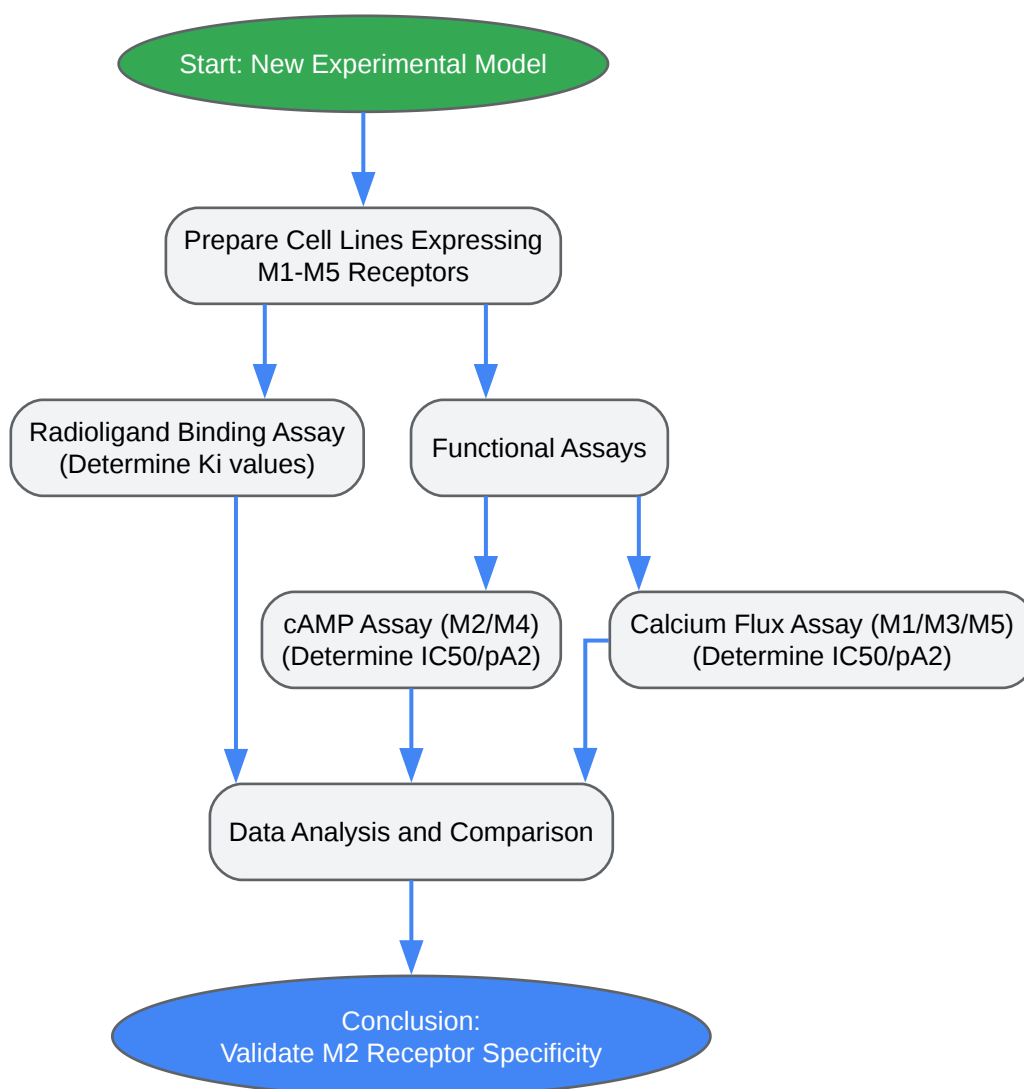 Start: New Experimental Model
Prepare Cell Lines Expressing
M1-M5 Receptors
Radioligand Binding Assay
(Determine Ki values)
Functional Assays
cAMP Assay (M2/M4)
(Determine IC50/pA2)
Calcium Flux Assay (M1/M3/M5)
(Determine IC50/pA2)
Data Analysis and Comparison
Conclusion:
Validate M2 Receptor Specificity